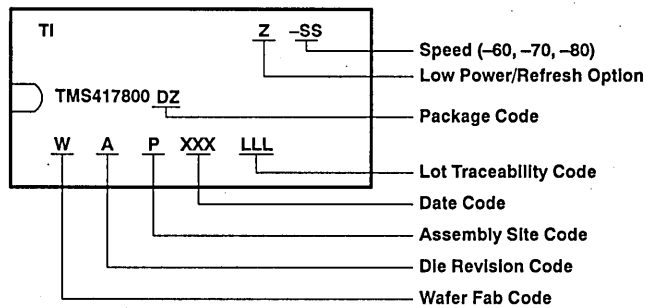 TI Z –SS
Speed (–60, –70, –80)
Low Power/Refresh Option
TMS417800 DZ
Package Code
W A P XXX LLL
Lot Traceability Code
Date Code
Assembly Site Code
Die Revision Code
Wafer Fab Code